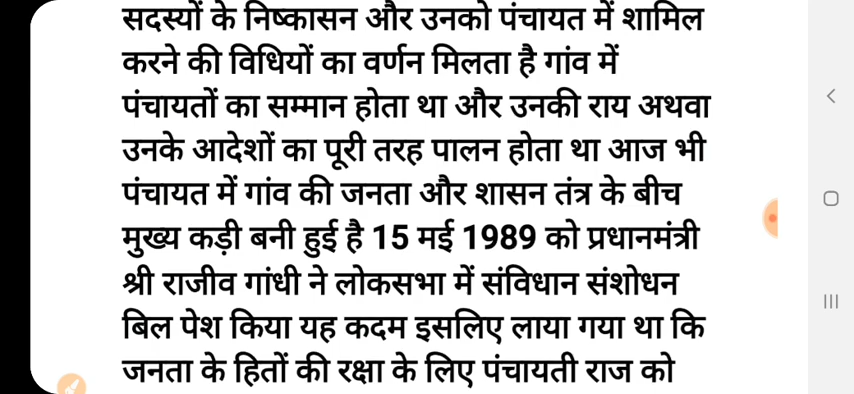 सदस्यों के निष्कासन और उनको पंचायत में शामिल
करने की विधियों का वर्णन मिलता है गांव में
पंचायतों का सम्मान होता था और उनकी राय अथवा
उनके आदेशों का पूरी तरह पालन होता था आज भी
पंचायत में गांव की जनता और शासन तंत्र के बीच
मुख्य कड़ी बनी हुई है 15 मई 1989 को प्रधानमंत्री
श्री राजीव गांधी ने लोकसभा में संविधान संशोधन
बिल पेश किया यह कदम इसलिए लाया गया था कि
जनता के हितों की रक्षा के लिए पंचायती राज को